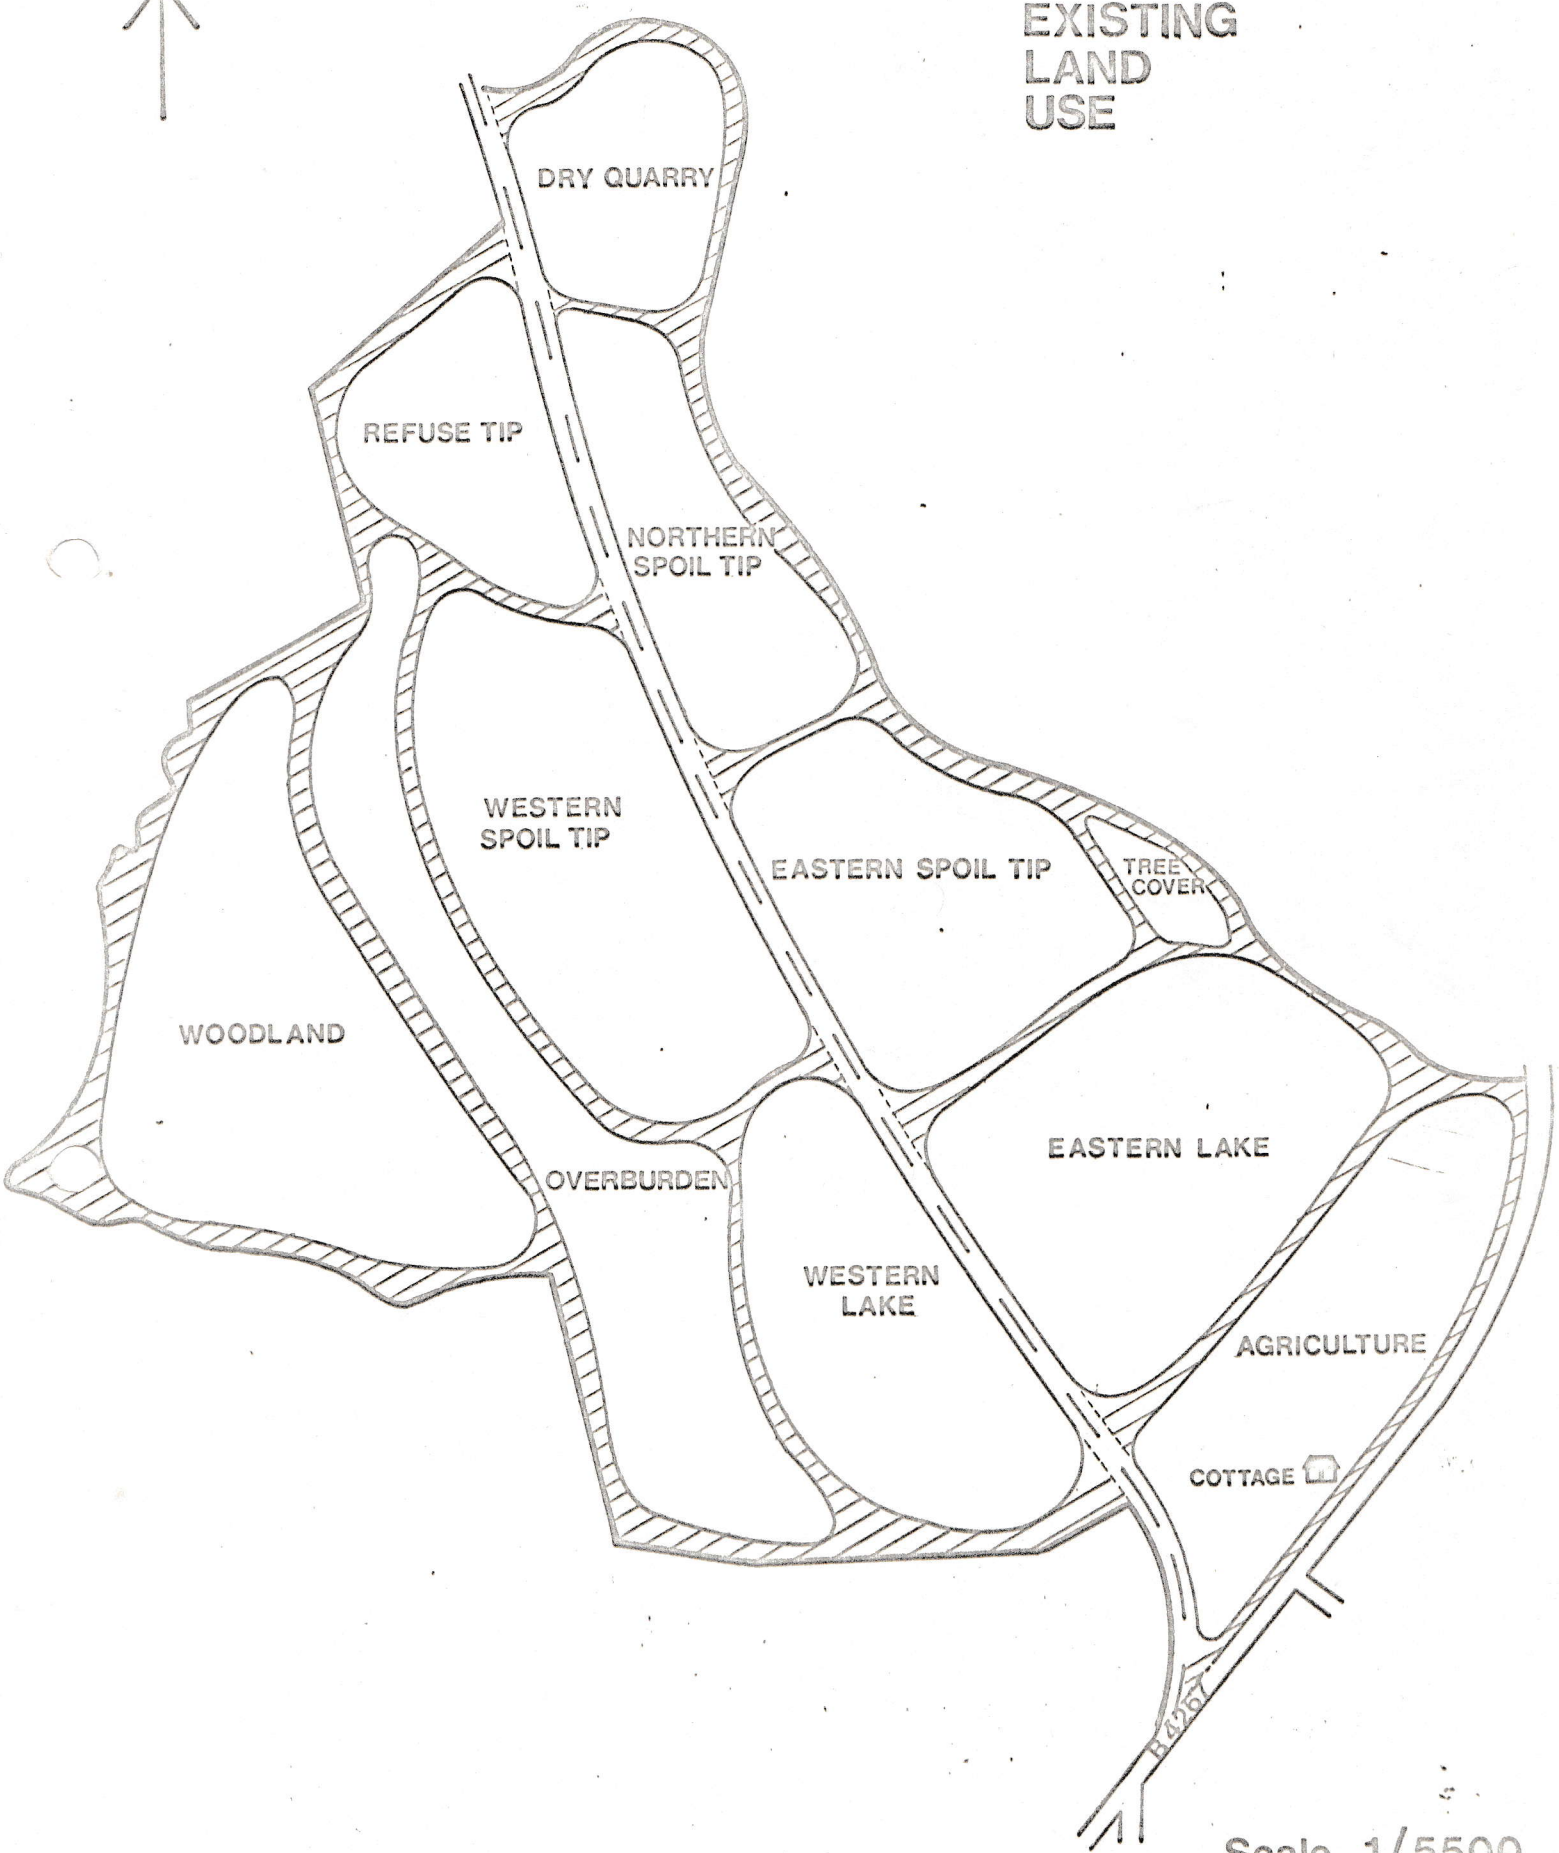 EXISTING
LAND
USE
DRY QUARRY
REFUSE TIP
NORTHERN
SPOIL TIP
WESTERN
SPOIL TIP
EASTERN SPOIL TIP
TREE
COVER
WOODLAND
OVERBURDEN
EASTERN LAKE
WESTERN
LAKE
AGRICULTURE
COTTAGE
B 4267
Scale 1/5500